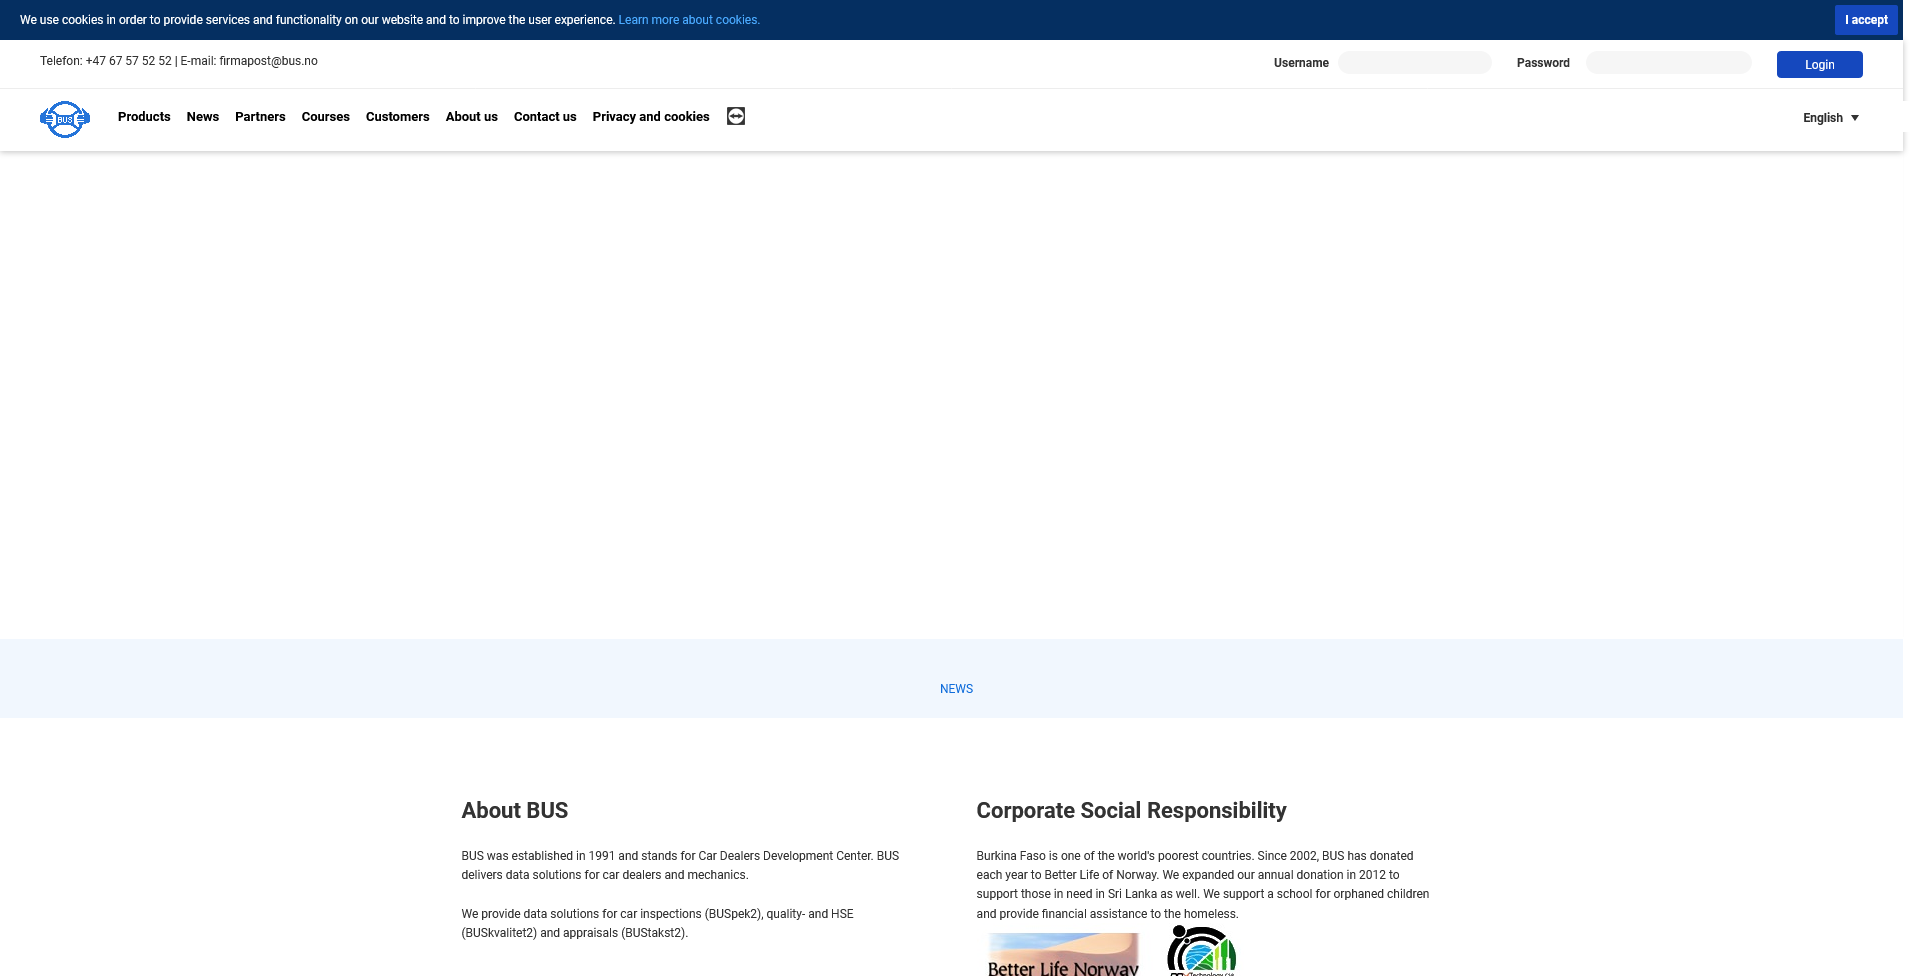 We use cookies in order to provide services and functionality on our website and to improve the user experience. Learn more about cookies.
I accept
Telefon: +47 67 57 52 52 | E-mail: firmapost@bus.no
Username
Password
Login
BUS
Products
News
Partners
Courses
Customers
About us
Contact us
Privacy and cookies
English
NEWS
About BUS
BUS was established in 1991 and stands for Car Dealers Development Center. BUS
delivers data solutions for car dealers and mechanics.
We provide data solutions for car inspections (BUSpek2), quality- and HSE
(BUSkvalitet2) and appraisals (BUStakst2).
Corporate Social Responsibility
Burkina Faso is one of the world's poorest countries. Since 2002, BUS has donated
each year to Better Life of Norway. We expanded our annual donation in 2012 to
support those in need in Sri Lanka as well. We support a school for orphaned children
and provide financial assistance to the homeless.
Better Life Norway